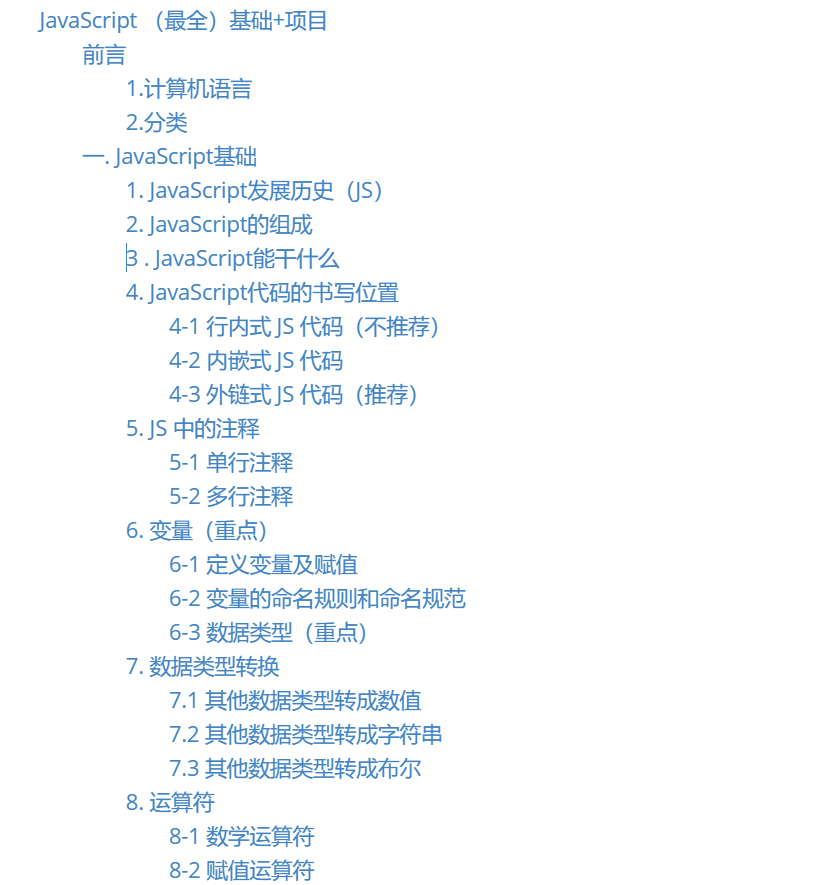 JavaScript （最全）基础+项目
前言
1.计算机语言
2.分类
一. JavaScript基础
1. JavaScript发展历史（JS）
2. JavaScript的组成
3 . JavaScript能干什么
4. JavaScript代码的书写位置
4-1 行内式 JS 代码（不推荐）
4-2 内嵌式 JS 代码
4-3 外链式 JS 代码（推荐）
5. JS 中的注释
5-1 单行注释
5-2 多行注释
6. 变量（重点）
6-1 定义变量及赋值
6-2 变量的命名规则和命名规范
6-3 数据类型（重点）
7. 数据类型转换
7.1 其他数据类型转成数值
7.2 其他数据类型转成字符串
7.3 其他数据类型转成布尔
8. 运算符
8-1 数学运算符
8-2 赋值运算符